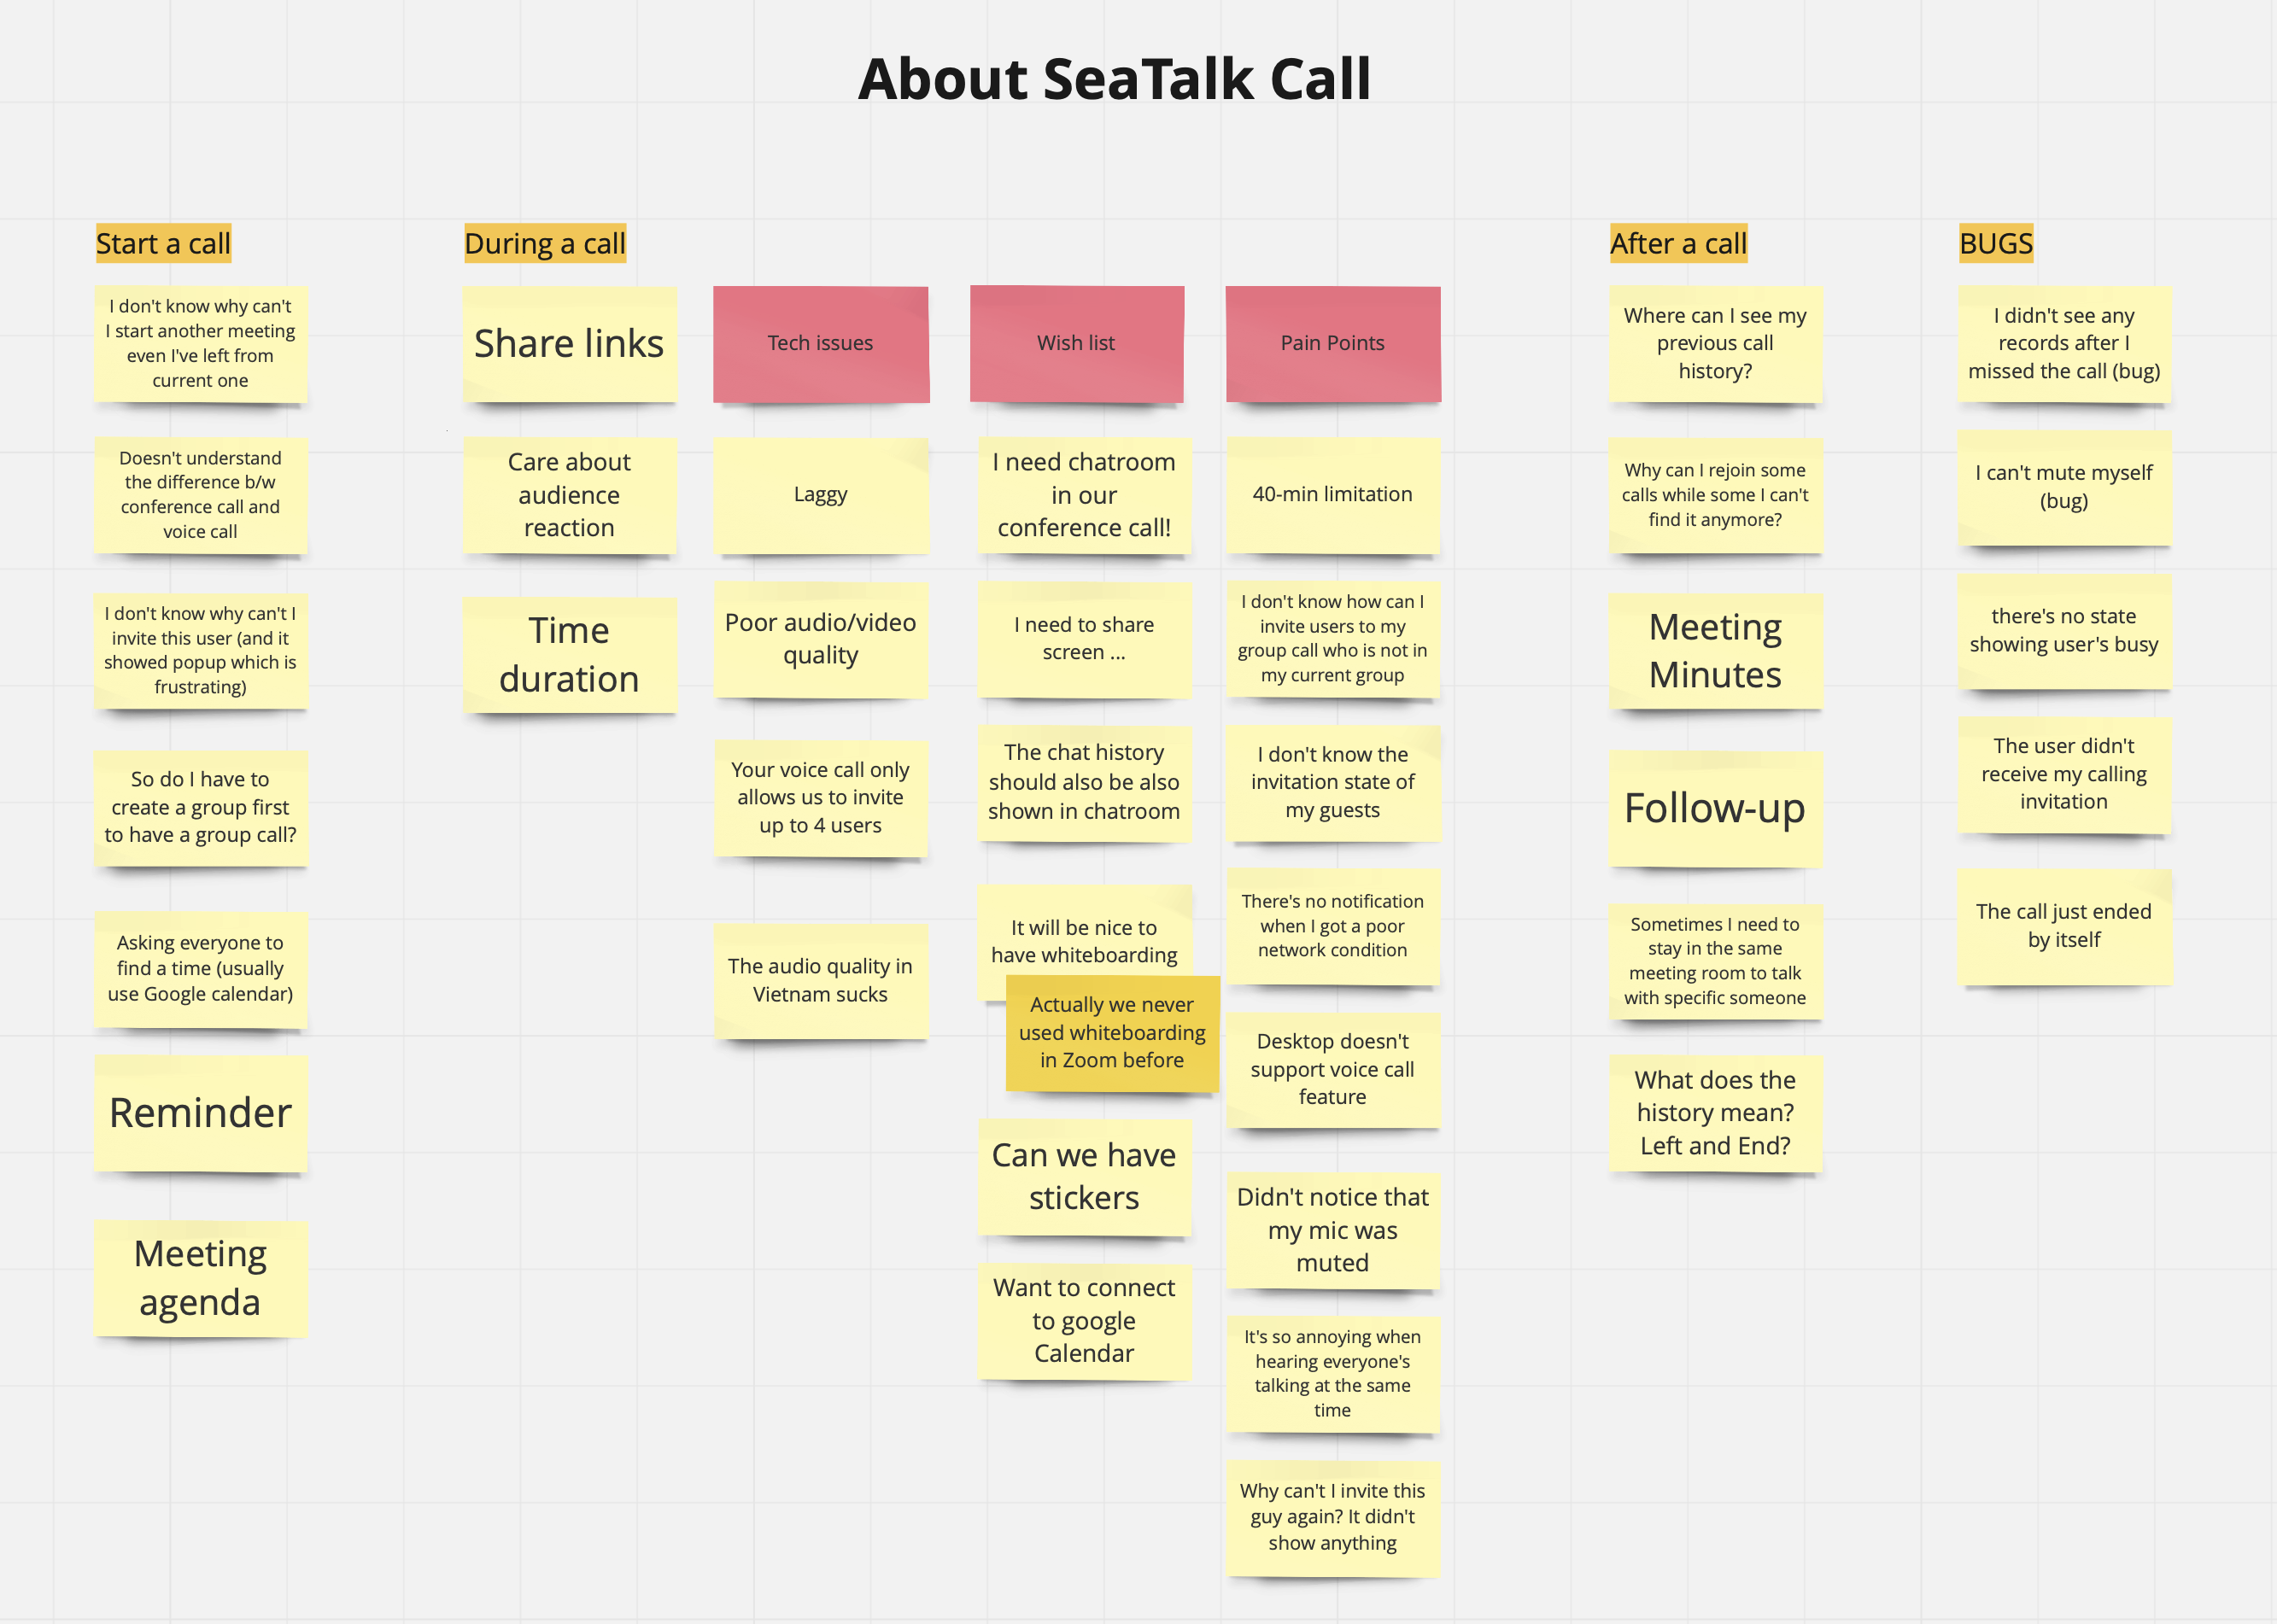 About SeaTalk Call
Start a call
I don't know why can't
I start another meeting
even I've left from
current one
Doesn't understand
the difference b/w
conference call and
voice call
I don't know why can't I
invite this user (and it
showed popup which is
frustrating)
So do I have to
create a group first
to have a group call?
Asking everyone to
find a time (usually
use Google calendar)
Reminder
Meeting
agenda
During a call
Share links
Care about
audience
reaction
Time
duration
Tech issues
Laggy
Poor audio/video
quality
Your voice call only
allows us to invite
up to 4 users
The audio quality in
Vietnam sucks
Wish list
I need chatroom
in our
conference call!
I need to share
screen ...
The chat history
should also be also
shown in chatroom
It will be nice to
have whiteboarding
Actually we never
used whiteboarding
in Zoom before
Can we have
stickers
Want to connect
to google
Calendar
Pain Points
40-min limitation
I don't know how can I
invite users to my
group call who is not in
my current group
I don't know the
invitation state of
my guests
There's no notification
when I got a poor
network condition
Desktop doesn't
support voice call
feature
Didn't notice that
my mic was
muted
It's so annoying when
hearing everyone's
talking at the same
time
Why can't I invite this
guy again? It didn't
show anything
After a call
Where can I see my
previous call
history?
Why can I rejoin some
calls while some I can't
find it anymore?
Meeting
Minutes
Follow-up
Sometimes I need to
stay in the same
meeting room to talk
with specific someone
What does the
history mean?
Left and End?
BUGS
I didn't see any
records after I
missed the call (bug)
I can't mute myself
(bug)
there's no state
showing user's busy
The user didn't
receive my calling
invitation
The call just ended
by itself